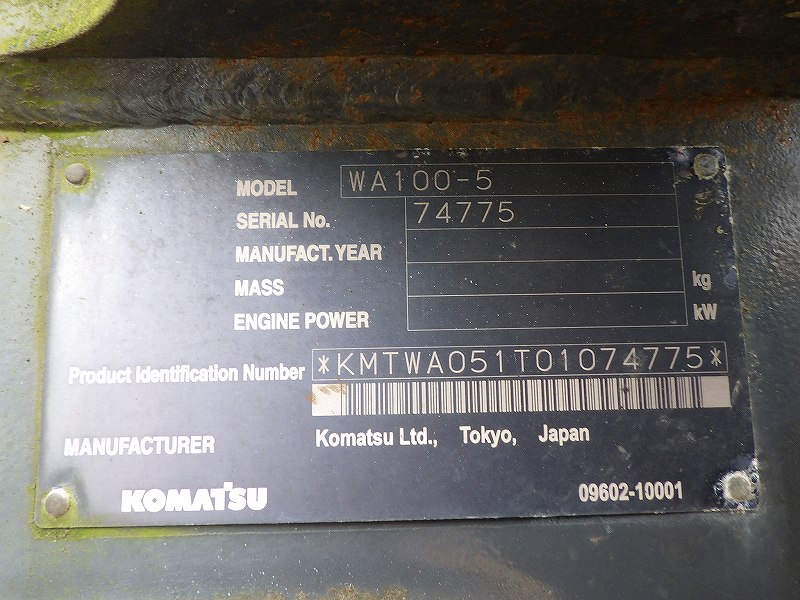 MODEL WA100-5
SERIAL No. 74775
MANUFACT. YEAR
MASS kg
ENGINE POWER kW
Product Identification Number *KMTWA051T01074775*
MANUFACTURER Komatsu Ltd., Tokyo, Japan
KOMATSU 09602-10001